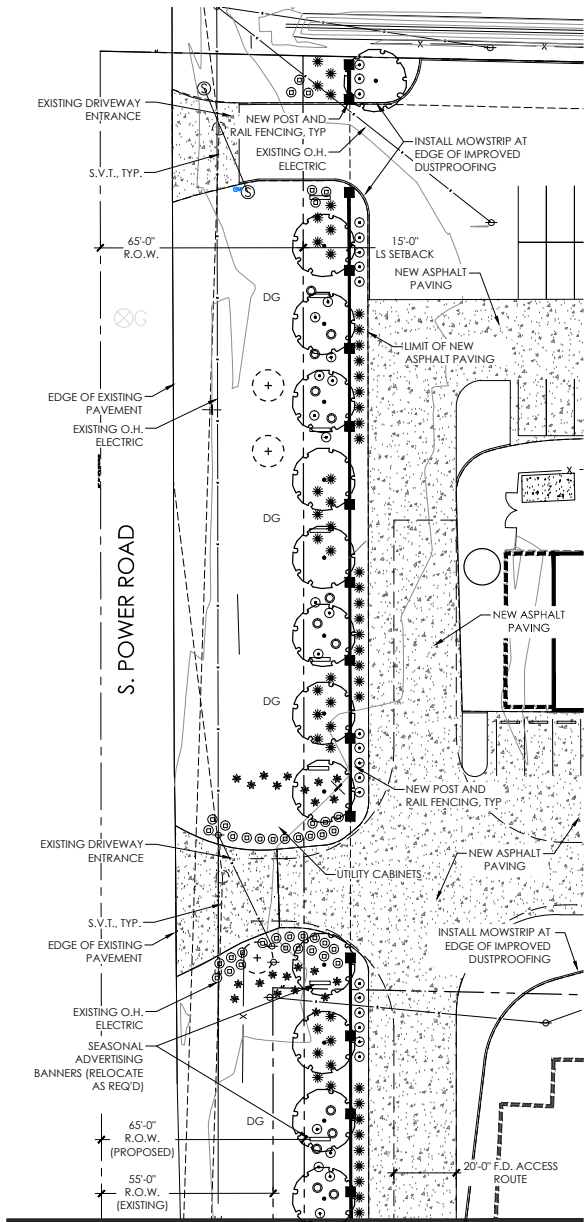 EXISTING DRIVEWAY
ENTRANCE
NEW POST AND
RAIL FENCING, TYP
EXISTING O.H.
ELECTRIC
INSTALL MOWSTRIP AT
EDGE OF IMPROVED
DUSTPROOFING
S
S.V.T., TYP.
S
65'-0"
R.O.W.
15'-0"
LS SETBACK
NEW ASPHALT
PAVING
DG
G
LIMIT OF NEW
ASPHALT PAVING
EDGE OF EXISTING
PAVEMENT
EXISTING O.H.
ELECTRIC
X
DG
S. POWER ROAD
NEW ASPHALT
PAVING
DG
NEW POST AND
RAIL FENCING, TYP
EXISTING DRIVEWAY
ENTRANCE
NEW ASPHALT
PAVING
UTILITY CABINETS
S.V.T., TYP.
EDGE OF EXISTING
PAVEMENT
INSTALL MOWSTRIP AT
EDGE OF IMPROVED
DUSTPROOFING
EXISTING O.H.
ELECTRIC
SEASONAL
ADVERTISING
BANNERS (RELOCATE
AS REQ'D)
65'-0"
R.O.W.
(PROPOSED)
DG
55'-0"
R.O.W.
(EXISTING)
20'-0" F.D. ACCESS
ROUTE